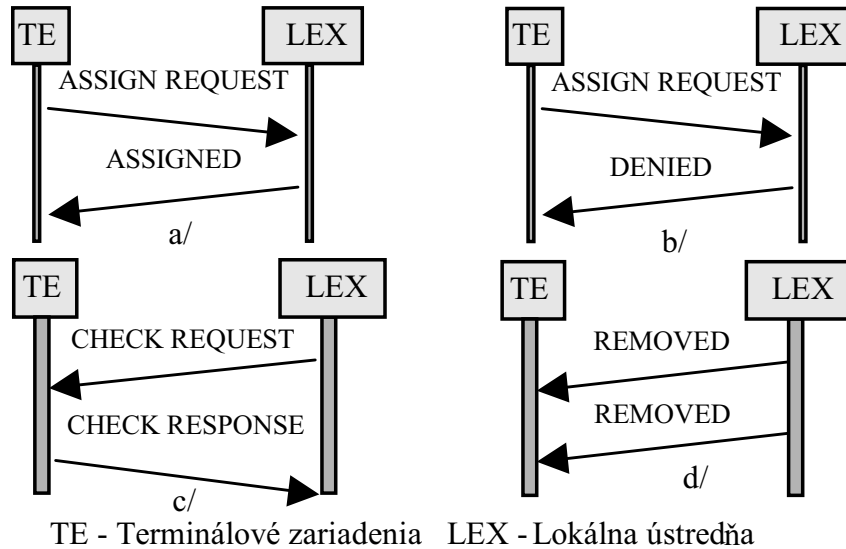 TE LEX
ASSIGN REQUEST
ASSIGNED
a/
TE LEX
ASSIGN REQUEST
DENIED
b/
TE LEX
CHECK REQUEST
CHECK RESPONSE
c/
TE LEX
REMOVED
REMOVED
d/
TE - Terminálové zariadenia LEX - Lokálna ústredňa